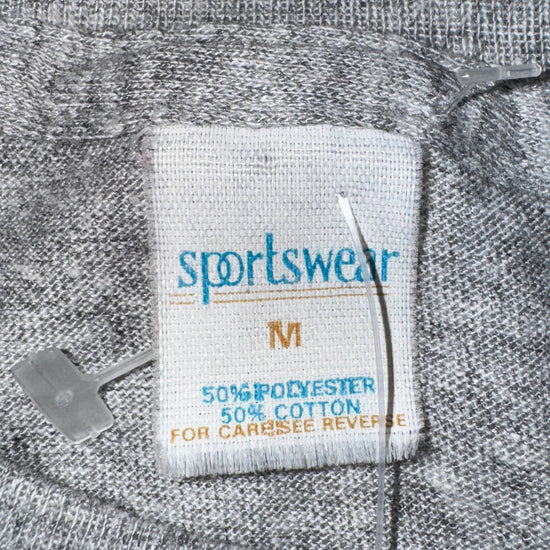 sportswear
M
50% POLYESTER
50% COTTON
FOR CARE SEE REVERSE